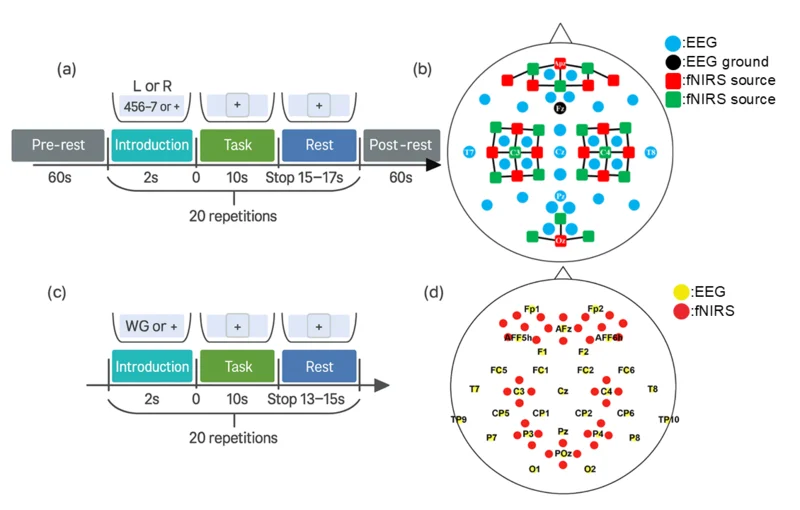 (a)
L or R
456-7 or +
+
+
Pre-rest
Introduction
Task
Rest
Post-rest
60s
2s
0
10s
Stop 15-17s
60s
20 repetitions
(b)
Fz
T7
C3
Cz
C4
T8
Pz
Oz
:EEG
:EEG ground
:fNIRS source
:fNIRS source
(c)
WG or +
+
+
Introduction
Task
Rest
2s
0
10s
Stop 13-15s
20 repetitions
(d)
Fp1 Fp2
AFz
AFF5h AFF6h
F1 F2
FC5 FC1 FC2 FC6
T7 C3 Cz C4 T8
CP5 CP1 CP2 CP6
TP9 TP10
P7 P3 Pz P4 P8
POz
O1 O2
:EEG
:fNIRS